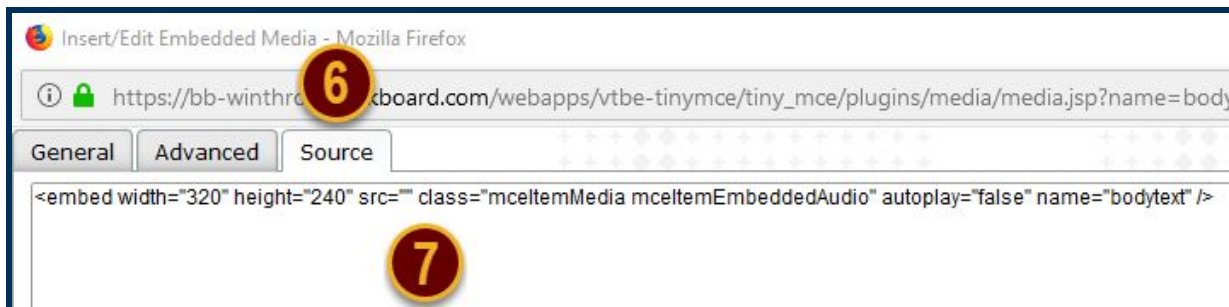 Insert/Edit Embedded Media - Mozilla Firefox
6
https://bb-winthro kboard.com/webapps/vtbe-tinymce/tiny_mce/plugins/media/media.jsp?name=body
General Advanced Source
<embed width="320" height="240" src="" class="mceItemMedia mceItemEmbeddedAudio" autoplay="false" name="bodytext" />
7